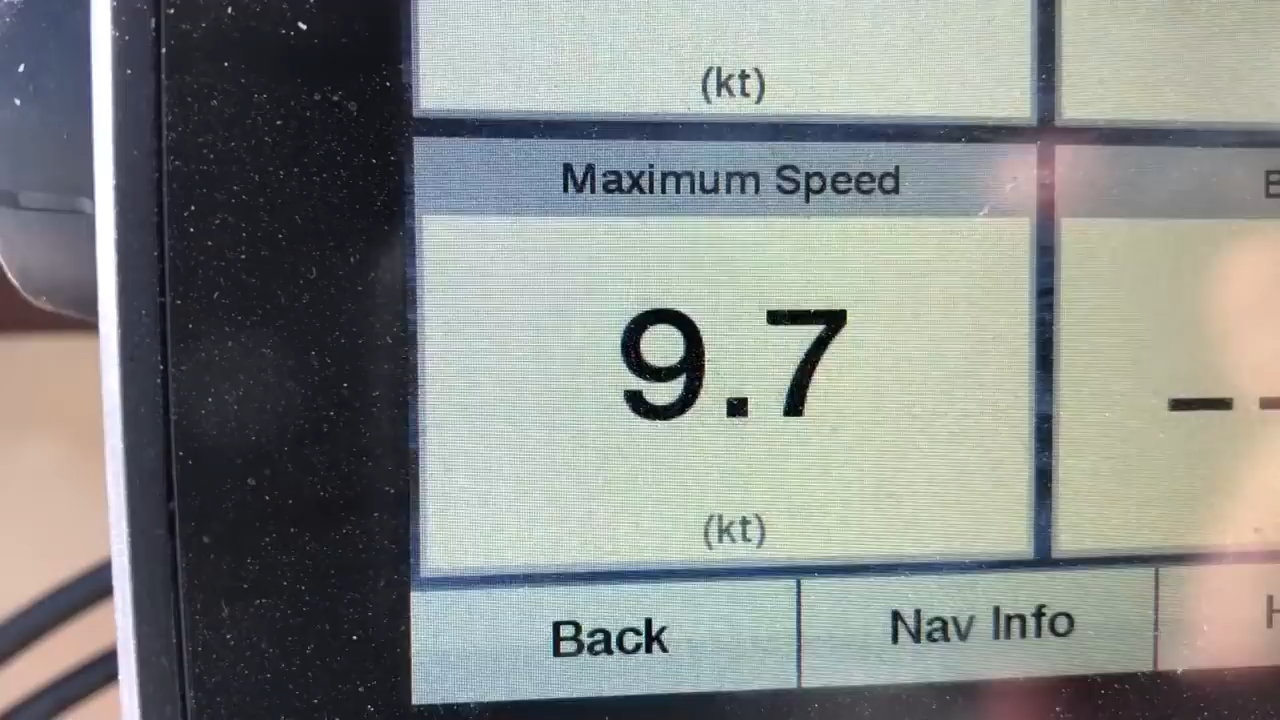 (kt)
Maximum Speed
9.7
(kt)
Back
Nav Info